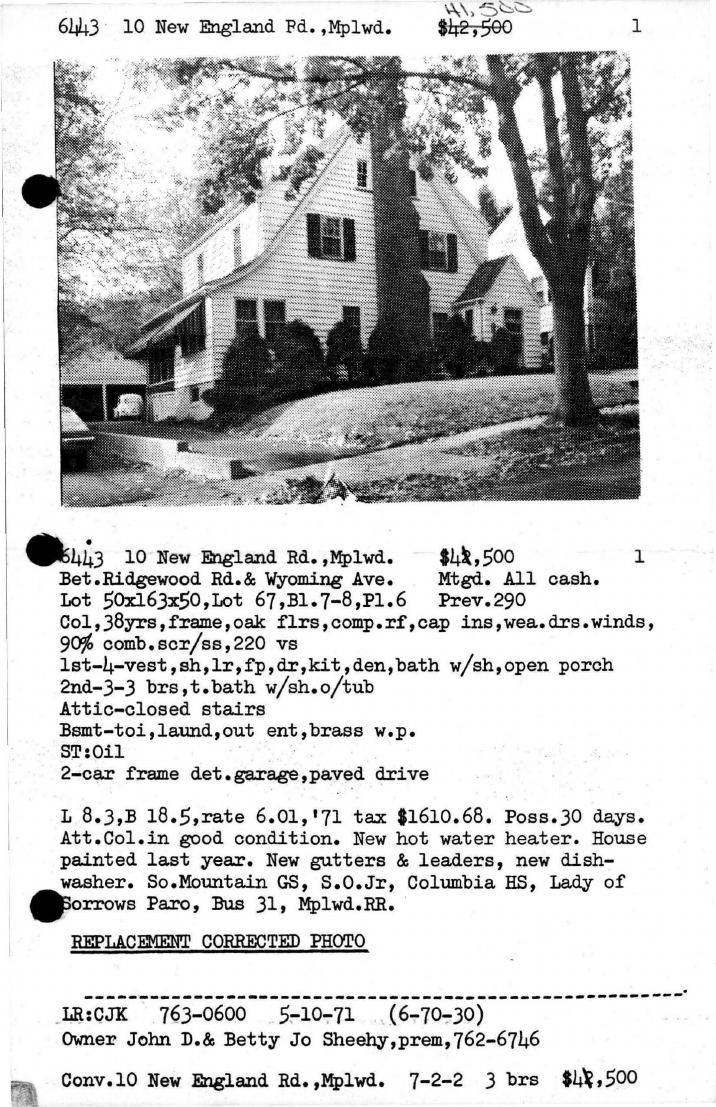 41,500
6443 10 New England Pd.,Mplwd. $42,500 1
6443 10 New England Rd.,Mplwd. $41,500 1
Bet.Ridgewood Rd.& Wyoming Ave. Mtgd. All cash.
Lot 50x163x50,Lot 67,Bl.7-8,Pl.6 Prev.290
Col,38yrs,frame,oak flrs,comp.rf,cap ins,wea.drs.winds,
90% comb.scr/ss,220 vs
1st-4-vest,sh,lr,fp,dr,kit,den,bath w/sh,open porch
2nd-3-3 brs,t.bath w/sh.o/tub
Attic-closed stairs
Bsmt-toi,laund,out ent,brass w.p.
ST:Oil
2-car frame det.garage,paved drive
L 8.3,B 18.5,rate 6.01,'71 tax $1610.68. Poss.30 days.
Att.Col.in good condition. New hot water heater. House
painted last year. New gutters & leaders, new dish-
washer. So.Mountain GS, S.O.Jr, Columbia HS, Lady of
Sorrows Paro, Bus 31, Mplwd.RR.
REPLACEMENT CORRECTED PHOTO
LR:CJK 763-0600 5-10-71 (6-70-30)
Owner John D.& Betty Jo Sheehy,prem,762-6746
Conv.10 New England Rd.,Mplwd. 7-2-2 3 brs $41,500